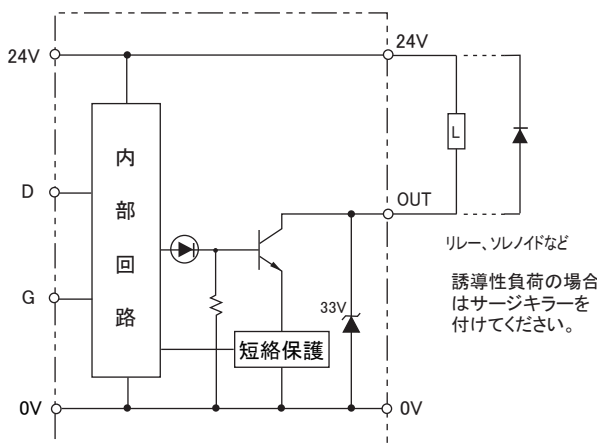 24V
24V
L
内部回路
D
OUT
リレー、ソレノイドなど
誘導性負荷の場合
はサージキラーを
付けてください。
G
33V
短絡保護
0V
0V